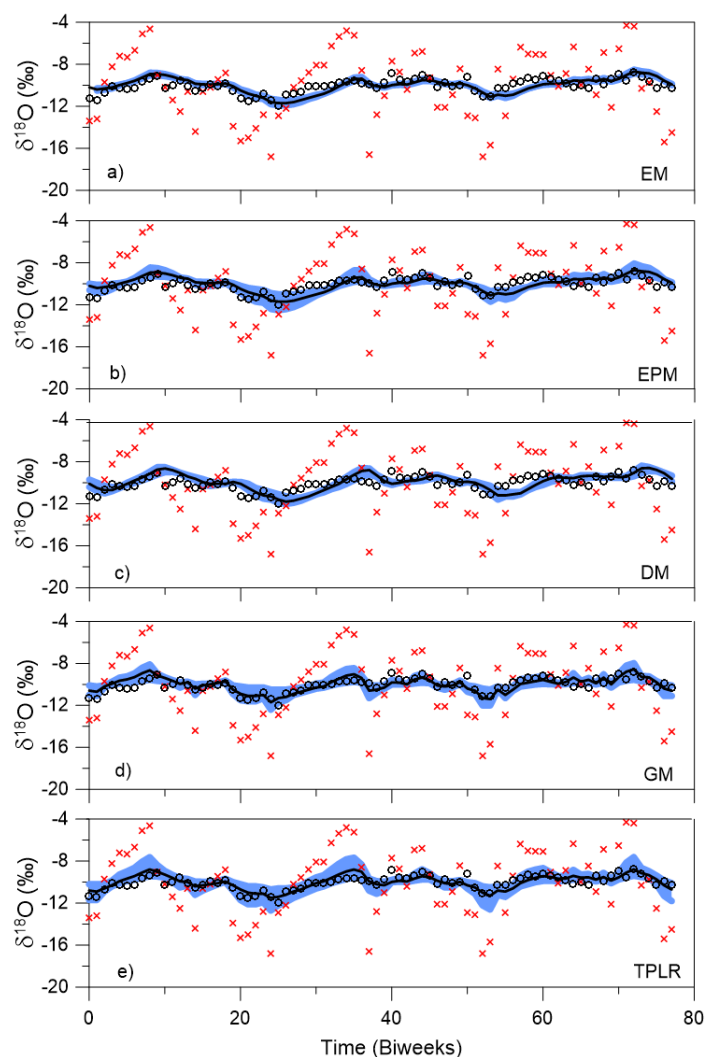 -4
-8
-12
-16
-20
δ18O (‰)
a)
EM
-4
-8
-12
-16
-20
δ18O (‰)
b)
EPM
-4
-8
-12
-16
-20
δ18O (‰)
c)
DM
-4
-8
-12
-16
-20
δ18O (‰)
d)
GM
-4
-8
-12
-16
-20
δ18O (‰)
e)
TPLR
0 20 40 60 80
Time (Biweeks)